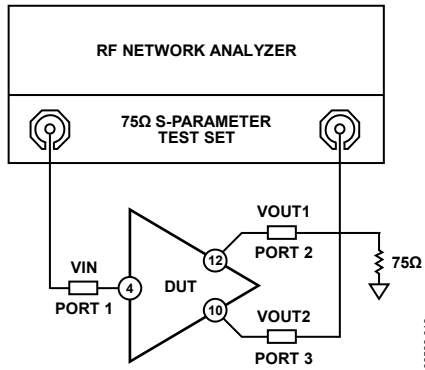 RF NETWORK ANALYZER
75Ω S-PARAMETER
TEST SET
VOUT1
12
PORT 2
75Ω
VIN
4
DUT
PORT 1
10
VOUT2
PORT 3